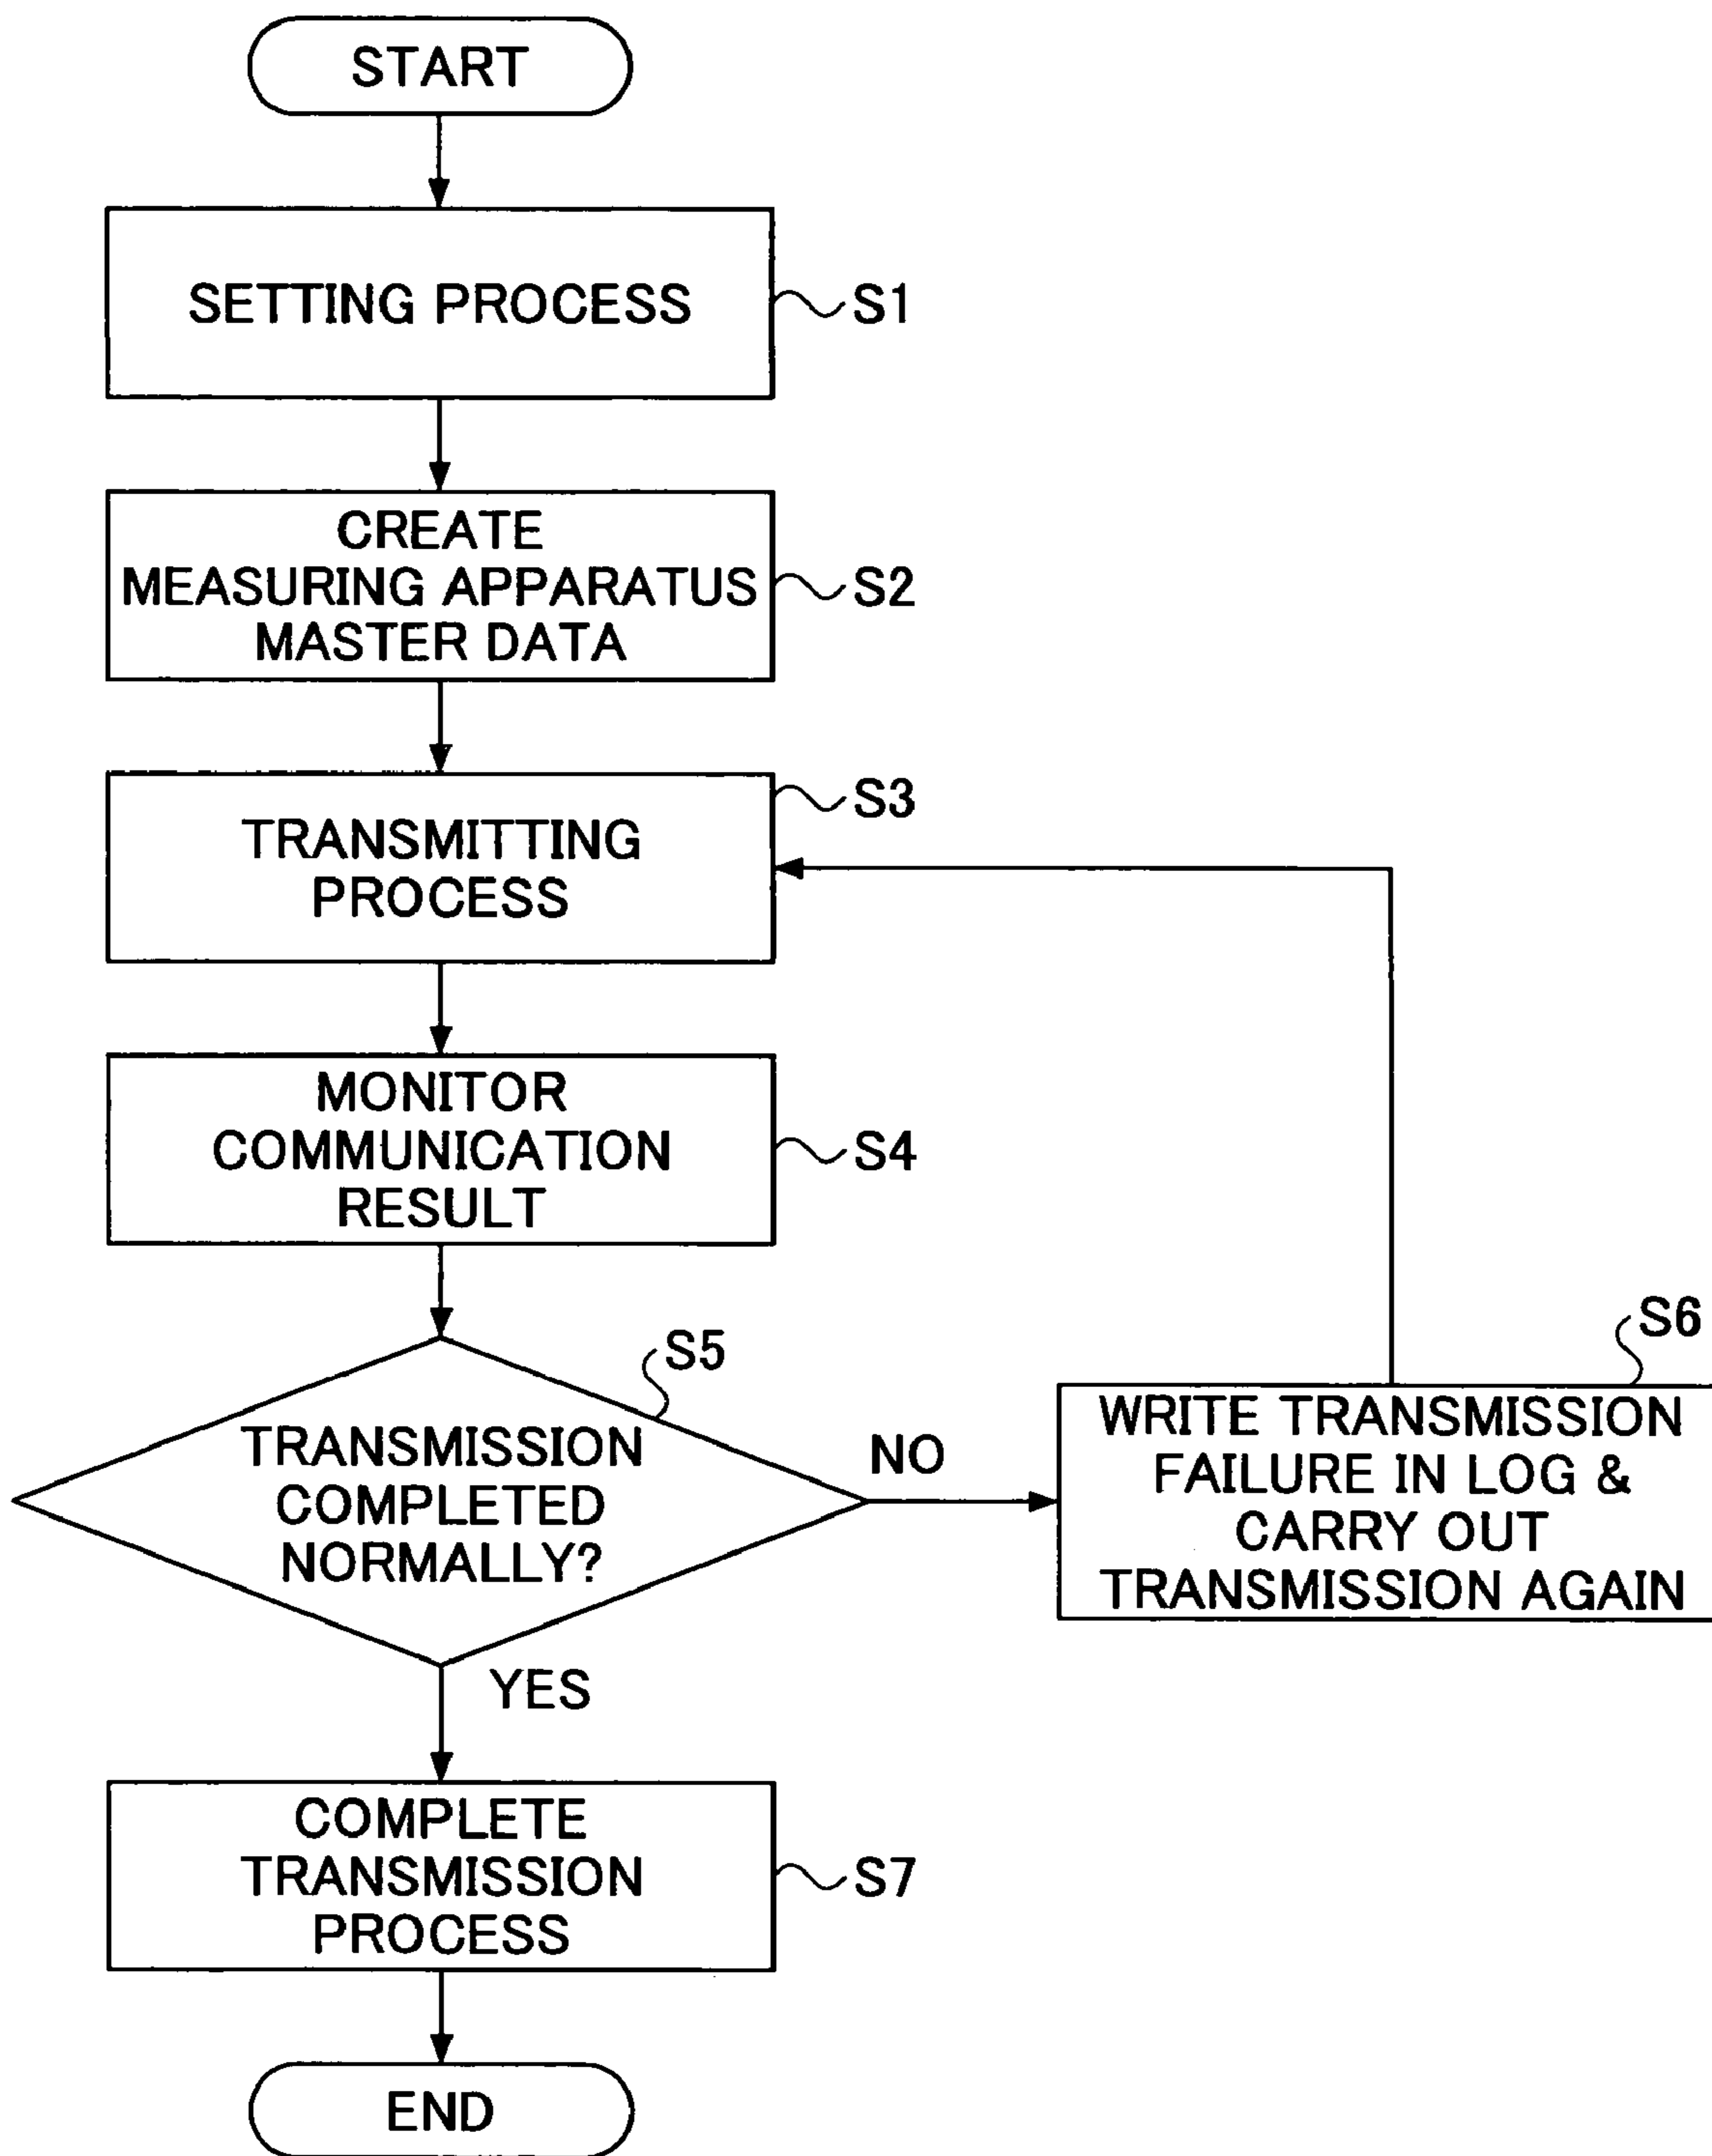 START
SETTING PROCESS
S1
CREATE
MEASURING APPARATUS
MASTER DATA
S2
TRANSMITTING
PROCESS
S3
MONITOR
COMMUNICATION
RESULT
S4
TRANSMISSION
COMPLETED
NORMALLY?
S5
NO
WRITE TRANSMISSION
FAILURE IN LOG &
CARRY OUT
TRANSMISSION AGAIN
S6
YES
COMPLETE
TRANSMISSION
PROCESS
S7
END